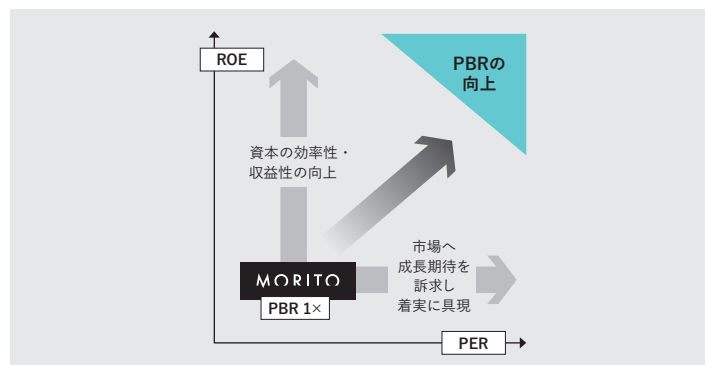 ROE
PBRの
向上
資本の効率性・
収益性の向上
市場へ
成長期待を
訴求し
着実に具現
MORITO
PBR 1×
PER